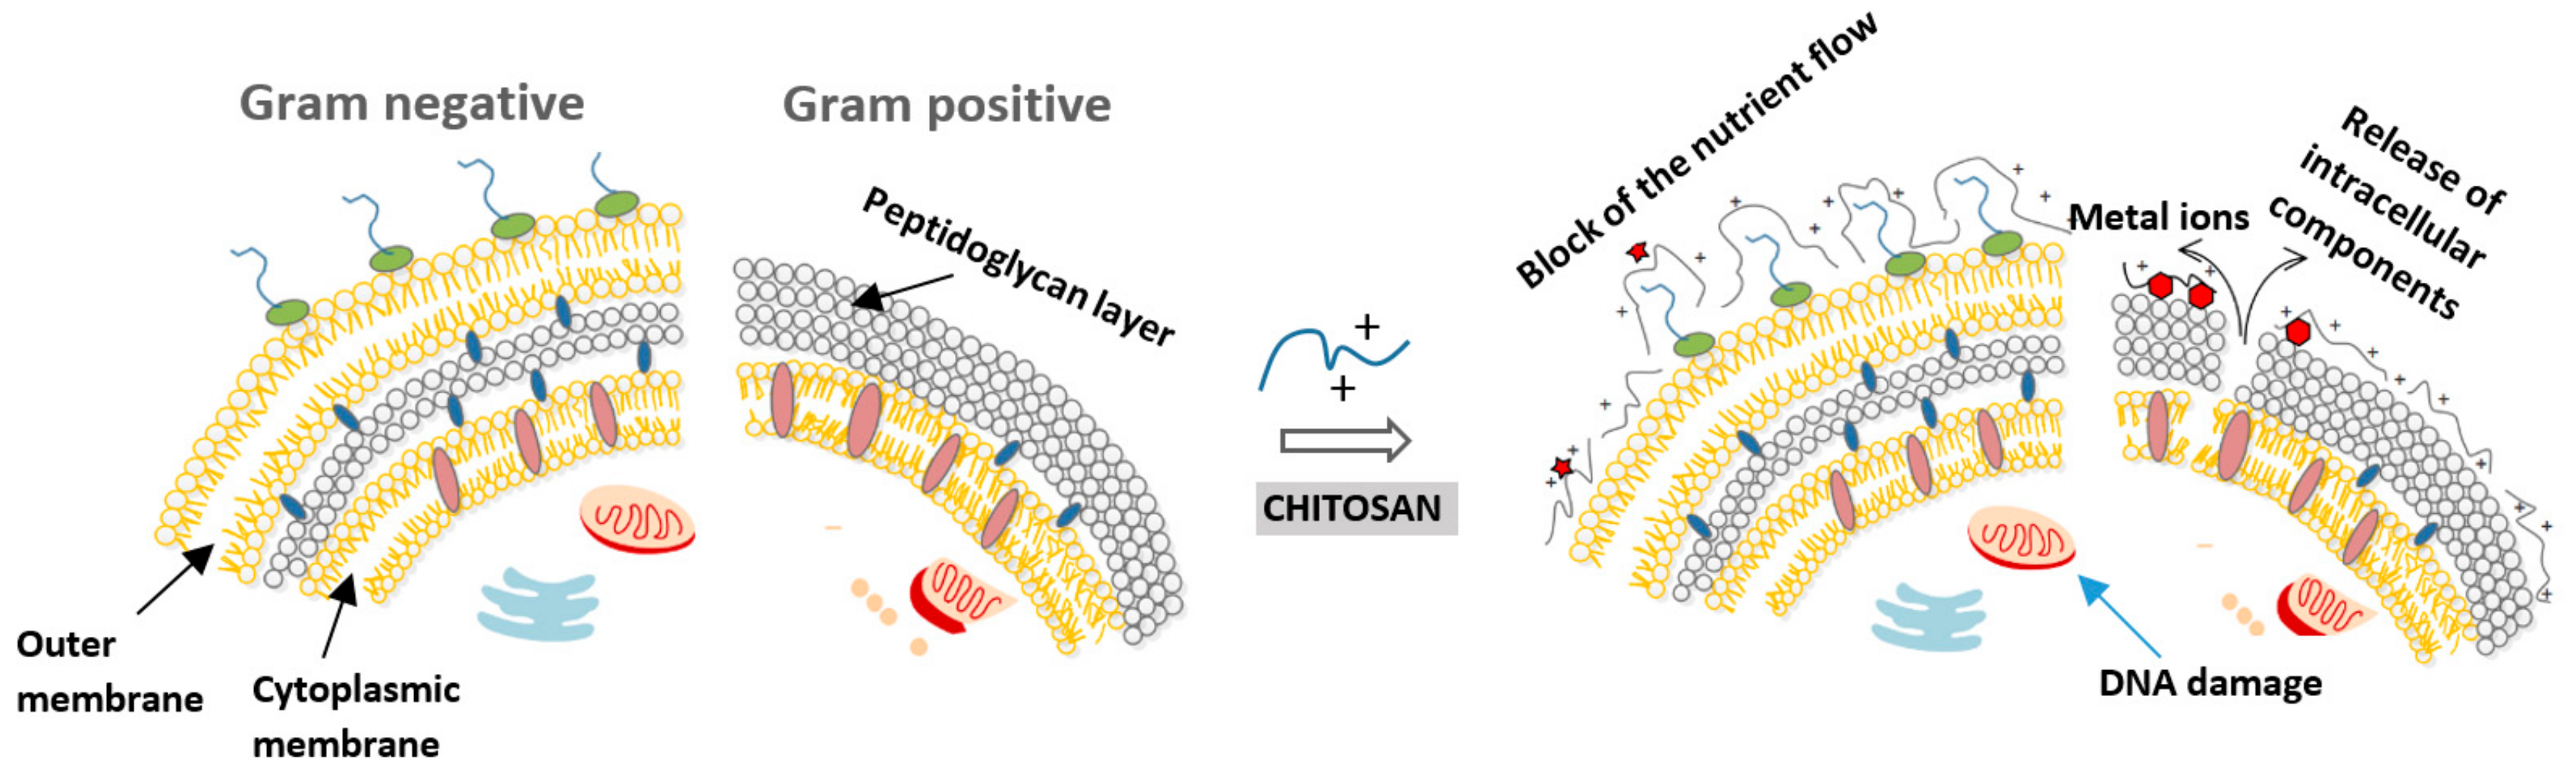 Gram negative
Gram positive
Peptidoglycan layer
Outer
membrane
Cytoplasmic
membrane
+
+
CHITOSAN
Block of the nutrient flow
Metal ions
Release of
intracellular
components
DNA damage